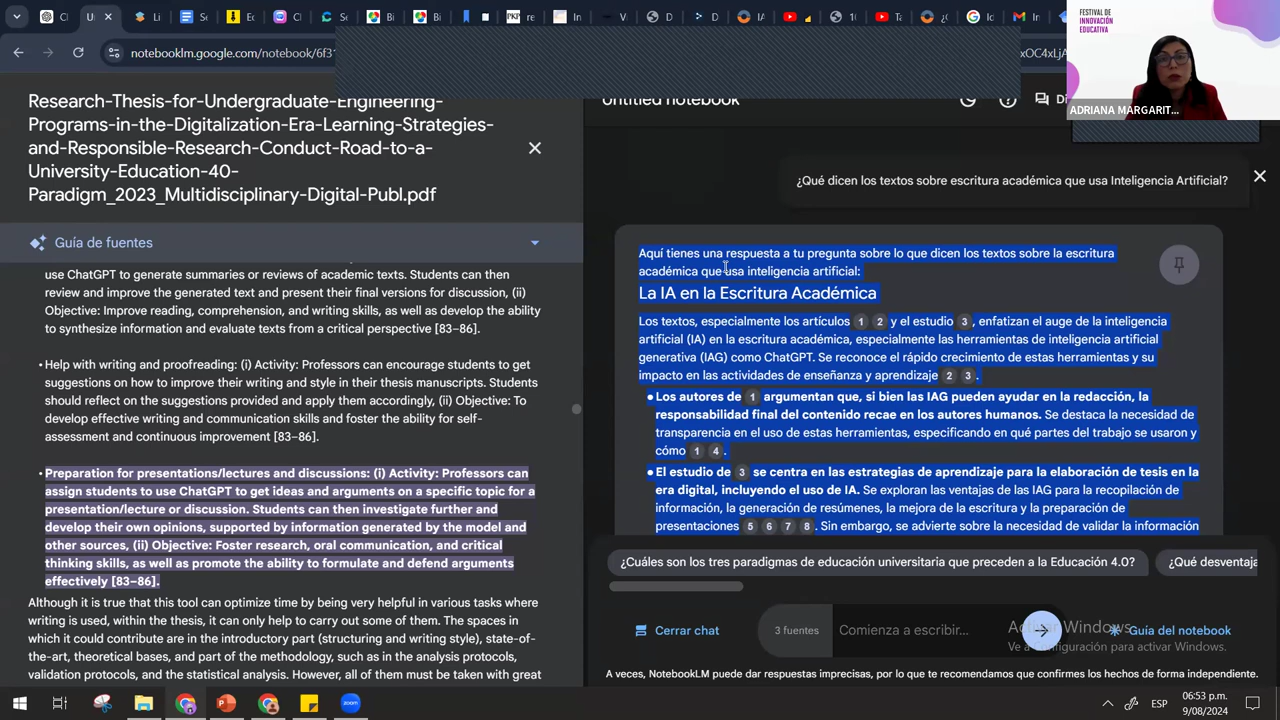 notebooklm.google.com/notebook/6f31
xOC4xLjA
FESTIVAL DE
INNOVACIÓN
EDUCATIVA
ADRIANA MARGARIT...
Research-Thesis-for-Undergraduate-Engineering-
Programs-in-the-Digitalization-Era-Learning-Strategies-
and-Responsible-Research-Conduct-Road-to-a-
University-Education-40-
Paradigm_2023_Multidisciplinary-Digital-Publ.pdf
Guía de fuentes
use ChatGPT to generate summaries or reviews of academic texts. Students can then
review and improve the generated text and present their final versions for discussion, (ii)
Objective: Improve reading, comprehension, and writing skills, as well as develop the ability
to synthesize information and evaluate texts from a critical perspective [83–86].
• Help with writing and proofreading: (i) Activity: Professors can encourage students to get
suggestions on how to improve their writing and style in their thesis manuscripts. Students
should reflect on the suggestions provided and apply them accordingly, (ii) Objective: To
develop effective writing and communication skills and foster the ability for self-
assessment and continuous improvement [83–86].
• Preparation for presentations/lectures and discussions: (i) Activity: Professors can
assign students to use ChatGPT to get ideas and arguments on a specific topic for a
presentation/lecture or discussion. Students can then investigate further and
develop their own opinions, supported by information generated by the model and
other sources, (ii) Objective: Foster research, oral communication, and critical
thinking skills, as well as promote the ability to formulate and defend arguments
effectively [83–86].
Although it is true that this tool can optimize time by being very helpful in various tasks where
writing is used, within the thesis, it can only help to carry out some of them. The spaces in
which it could contribute are in the introductory part (structuring and writing style), state-of-
the-art, theoretical bases, and part of the methodology, such as in the analysis protocols,
validation protocols, and the statistical analysis. However, all of them must be taken with great
Untitled notebook
¿Qué dicen los textos sobre escritura académica que usa Inteligencia Artificial?
Aquí tienes una respuesta a tu pregunta sobre lo que dicen los textos sobre la escritura
académica que usa inteligencia artificial:
La IA en la Escritura Académica
Los textos, especialmente los artículos 1 2 y el estudio 3, enfatizan el auge de la inteligencia
artificial (IA) en la escritura académica, especialmente las herramientas de inteligencia artificial
generativa (IAG) como ChatGPT. Se reconoce el rápido crecimiento de estas herramientas y su
impacto en las actividades de enseñanza y aprendizaje 2 3.
• Los autores de 1 argumentan que, si bien las IAG pueden ayudar en la redacción, la
responsabilidad final del contenido recae en los autores humanos. Se destaca la necesidad de
transparencia en el uso de estas herramientas, especificando en qué partes del trabajo se usaron y
cómo 1 4.
• El estudio de 3 se centra en las estrategias de aprendizaje para la elaboración de tesis en la
era digital, incluyendo el uso de IA. Se exploran las ventajas de las IAG para la recopilación de
información, la generación de resúmenes, la mejora de la escritura y la preparación de
presentaciones 5 6 7 8. Sin embargo, se advierte sobre la necesidad de validar la información
¿Cuáles son los tres paradigmas de educación universitaria que preceden a la Educación 4.0?
¿Qué desventaja
Cerrar chat
3 fuentes
Comienza a escribir...
Guía del notebook
Activar Windows
Ve a Configuración para activar Windows.
A veces, NotebookLM puede dar respuestas imprecisas, por lo que te recomendamos que confirmes los hechos de forma independiente.
zoom
ESP
06:53 p.m.
9/08/2024